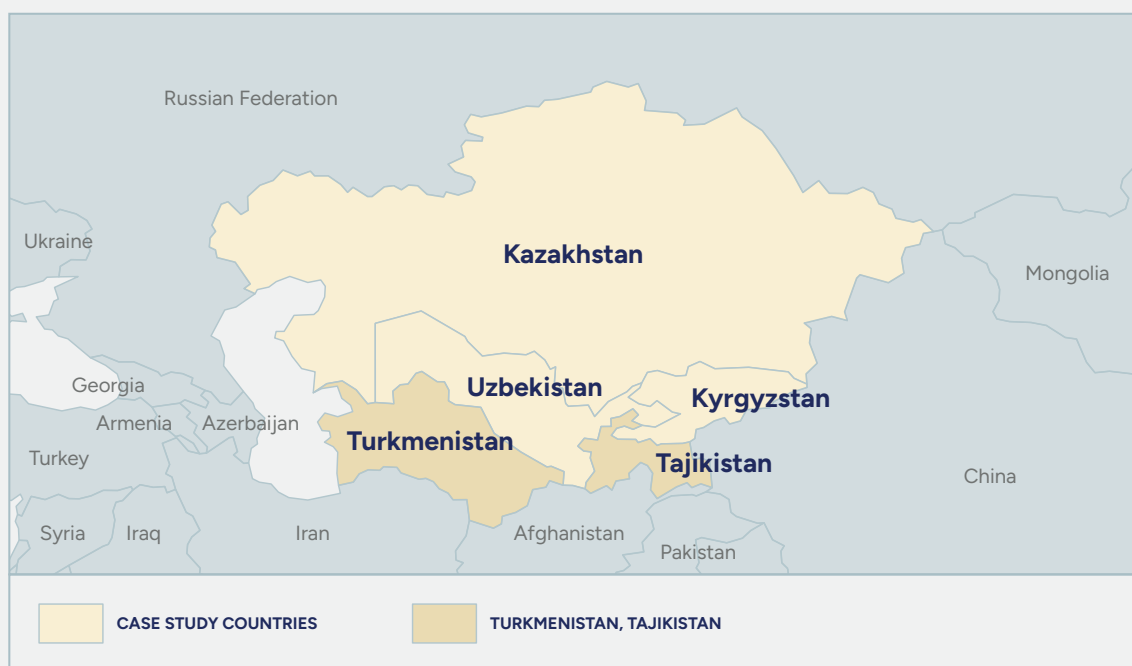 Russian Federation
Ukraine
Kazakhstan
Mongolia
Georgia
Uzbekistan
Kyrgyzstan
Armenia
Azerbaijan
Turkmenistan
Turkey
Tajikistan
China
Syria
Iraq
Iran
Afghanistan
Pakistan
CASE STUDY COUNTRIES
TURKMENISTAN, TAJIKISTAN